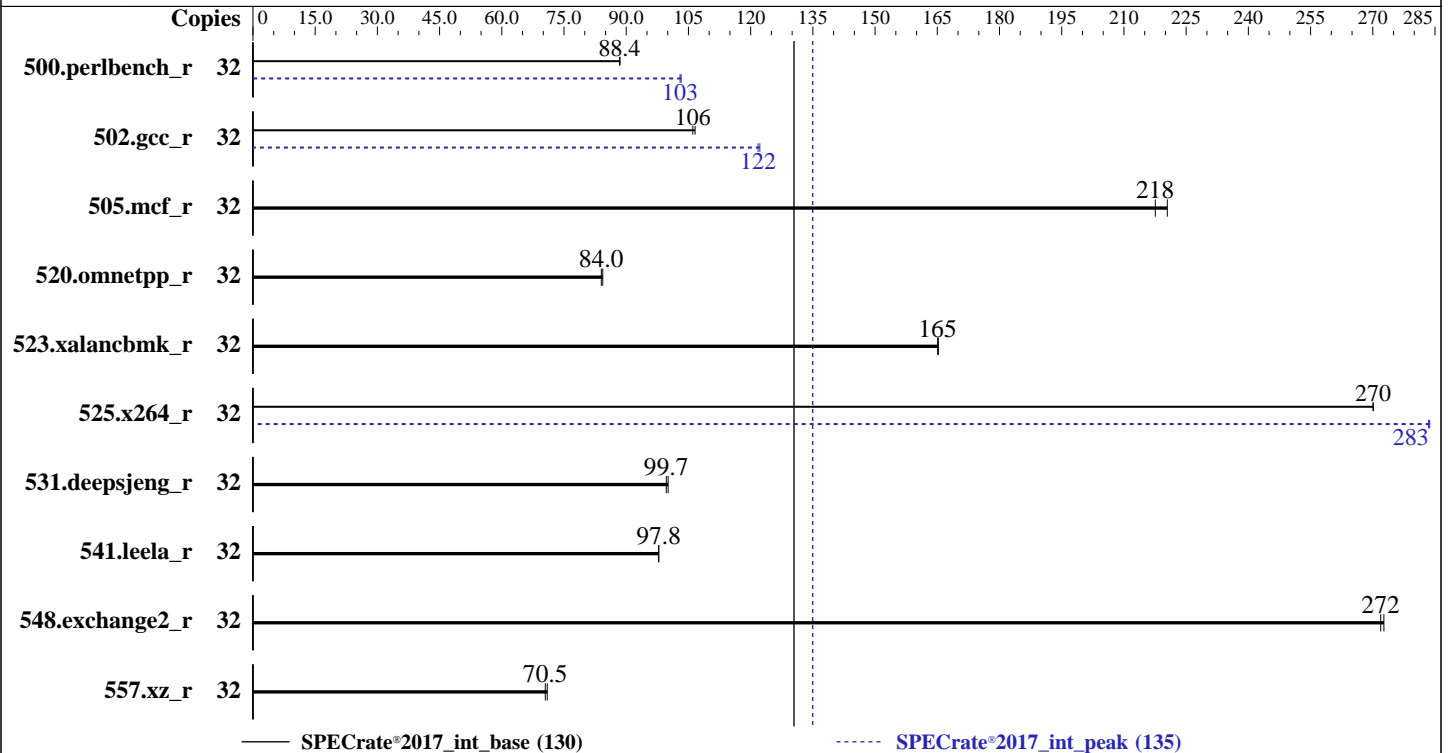 Copies 0 15.0 30.0 45.0 60.0 75.0 90.0 105 120 135 150 165 180 195 210 225 240 255 270 285
88.4
500.perlbench_r 32
103
106
502.gcc_r 32
122
218
505.mcf_r 32
84.0
520.omnetpp_r 32
165
523.xalancbmk_r 32
270
525.x264_r 32
283
99.7
531.deepsjeng_r 32
97.8
541.leela_r 32
272
548.exchange2_r 32
70.5
557.xz_r 32
SPECrate®2017_int_base (130) SPECrate®2017_int_peak (135)